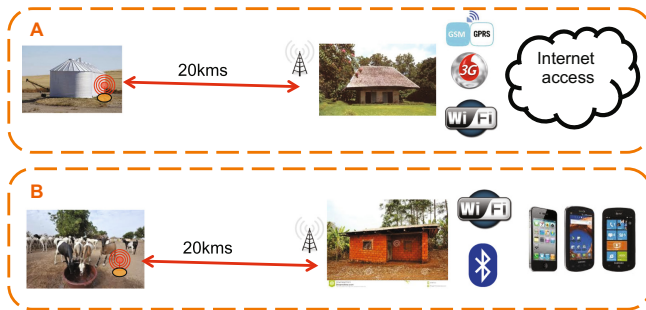 A
20kms
GSM GPRS
3G
Wi Fi
Internet
access
B
20kms
Wi Fi